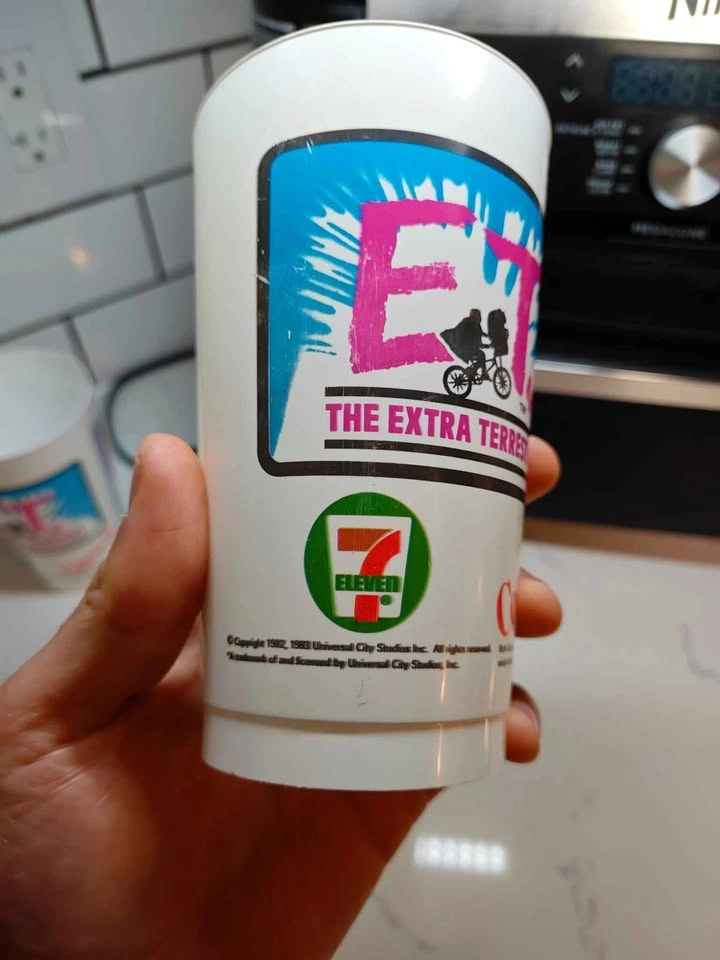 E.T.
THE EXTRA TERRES
TM
7
ELEVEN
©Copyright 1982, 1983 Universal City Studios Inc. All rights reserved.
*A trademark of and licensed by Universal City Studios, Inc.